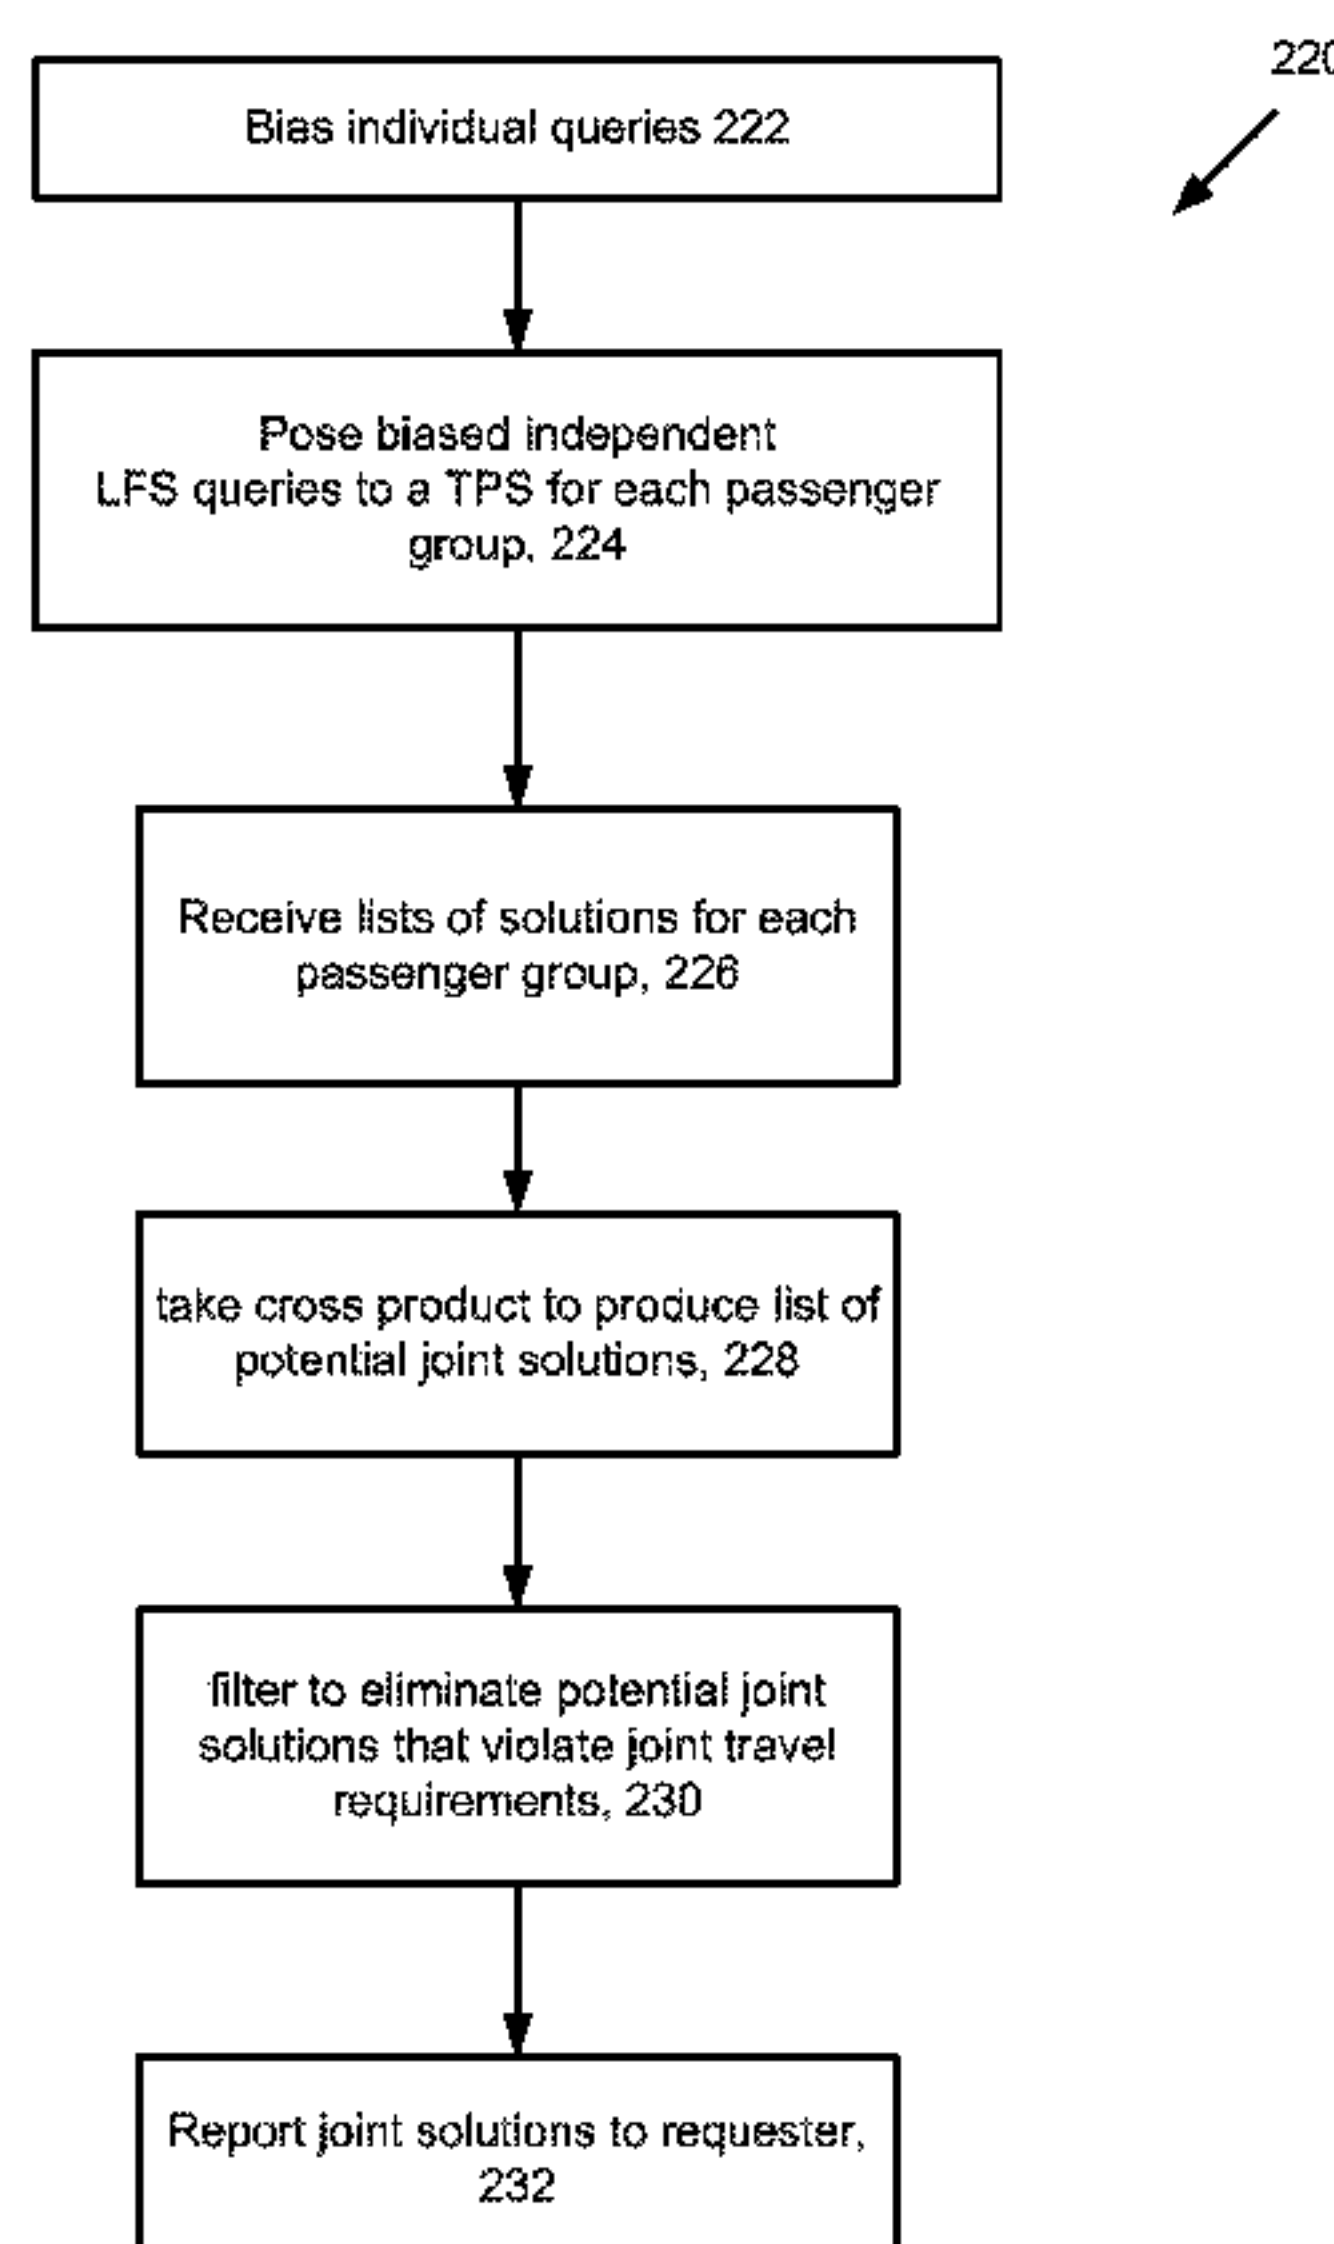 220
Bias individual queries 222
Pose biased independent
LFS queries to a TPS for each passenger
group, 224
Receive lists of solutions for each
passenger group, 226
take cross product to produce list of
potential joint solutions, 228
filter to eliminate potential joint
solutions that violate joint travel
requirements, 230
Report joint solutions to requester,
232